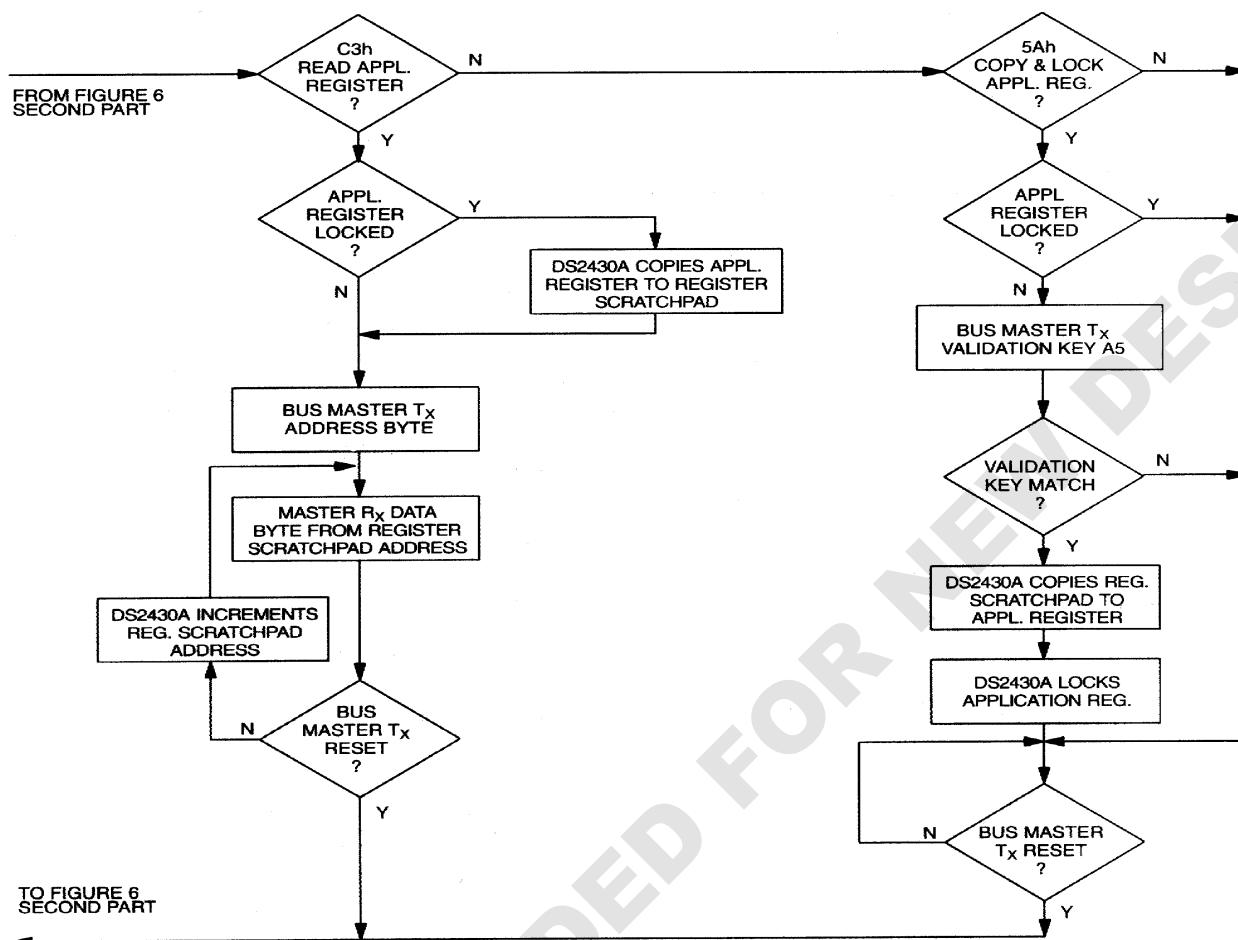 FROM FIGURE 6
SECOND PART
C3h
READ APPL.
REGISTER
?
N
Y
APPL.
REGISTER
LOCKED
?
Y
N
DS2430A COPIES APPL.
REGISTER TO REGISTER
SCRATCHPAD
BUS MASTER TX
ADDRESS BYTE
MASTER RX DATA
BYTE FROM REGISTER
SCRATCHPAD ADDRESS
DS2430A INCREMENTS
REG. SCRATCHPAD
ADDRESS
BUS
MASTER TX
RESET
?
N
Y
5Ah
COPY & LOCK
APPL. REG.
?
N
Y
APPL
REGISTER
LOCKED
?
Y
N
BUS MASTER TX
VALIDATION KEY A5
VALIDATION
KEY MATCH
?
N
Y
DS2430A COPIES REG.
SCRATCHPAD TO
APPL. REGISTER
DS2430A LOCKS
APPLICATION REG.
BUS MASTER
TX RESET
?
N
Y
TO FIGURE 6
SECOND PART
DED FOR NEW DESI